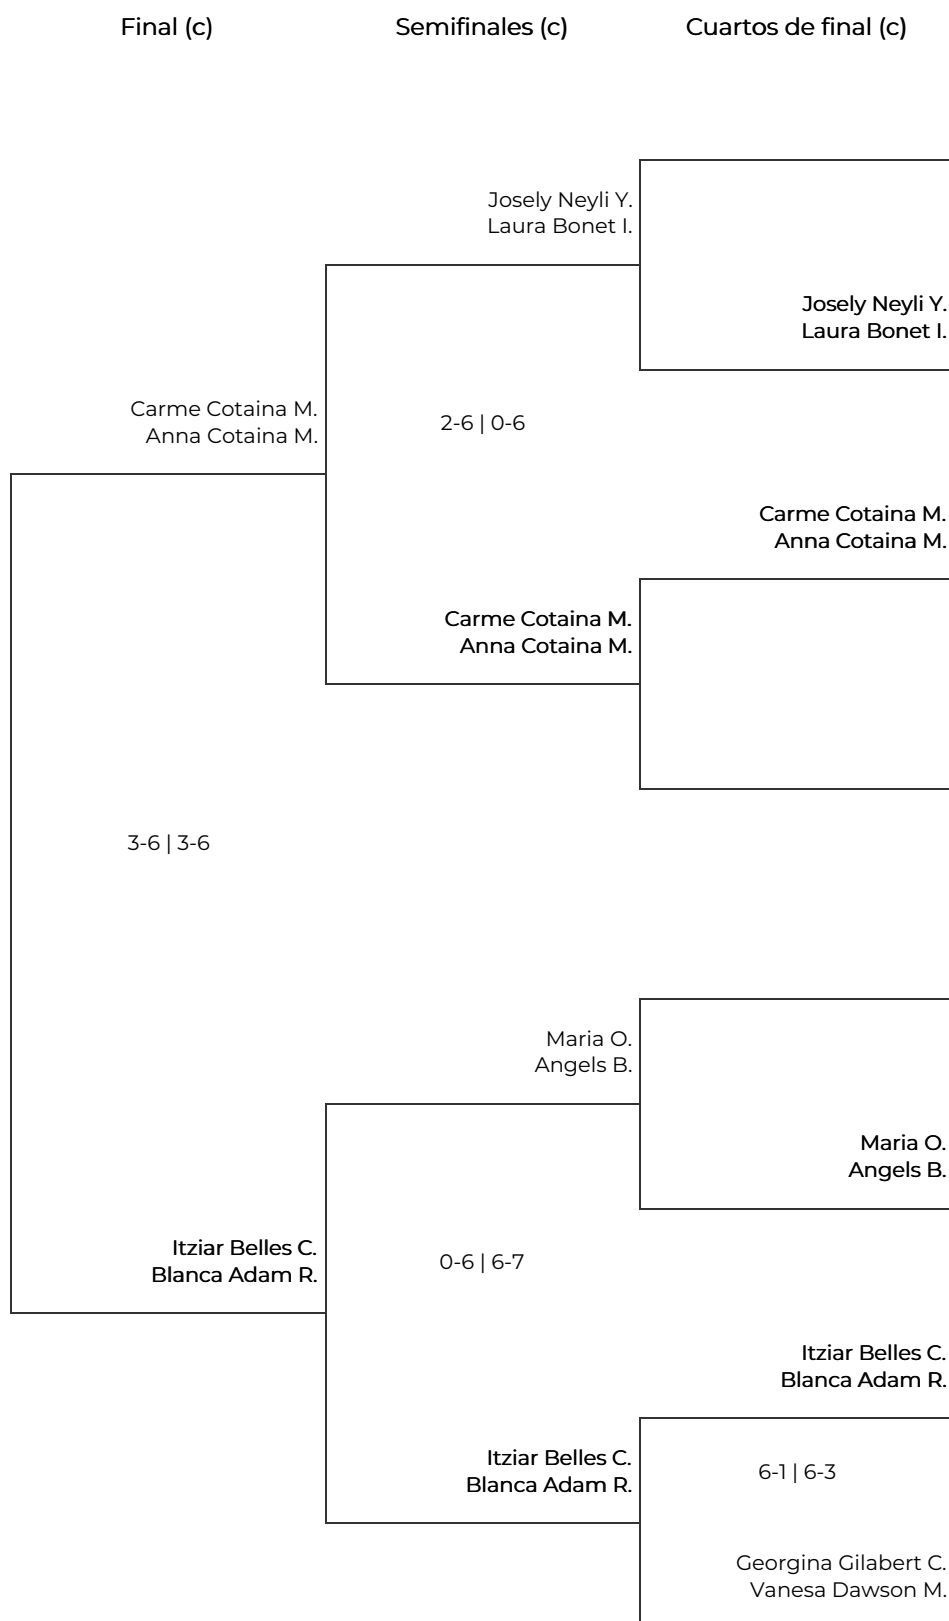 Final (c)
Semifinales (c)
Cuartos de final (c)
Josely Neyli Y.
Laura Bonet I.
Josely Neyli Y.
Laura Bonet I.
Carme Cotaina M.
Anna Cotaina M.
2-6 | 0-6
Carme Cotaina M.
Anna Cotaina M.
Carme Cotaina M.
Anna Cotaina M.
3-6 | 3-6
Maria O.
Angels B.
Maria O.
Angels B.
Itziar Belles C.
Blanca Adam R.
0-6 | 6-7
Itziar Belles C.
Blanca Adam R.
Itziar Belles C.
Blanca Adam R.
6-1 | 6-3
Georgina Gilabert C.
Vanesa Dawson M.